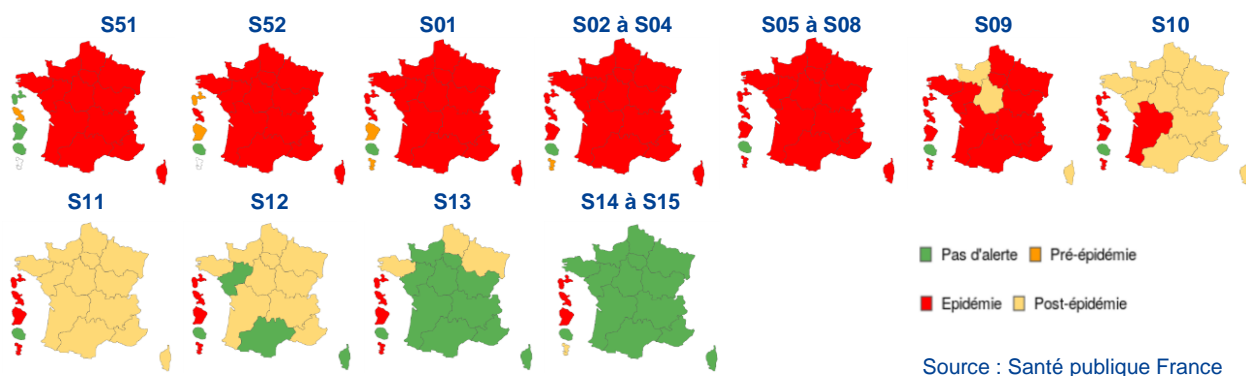 S51 S52 S01 S02 à S04 S05 à S08 S09 S10
S11 S12 S13 S14 à S15
Pas d'alerte Pré-épidémie
Epidémie Post-épidémie
Source : Santé publique France